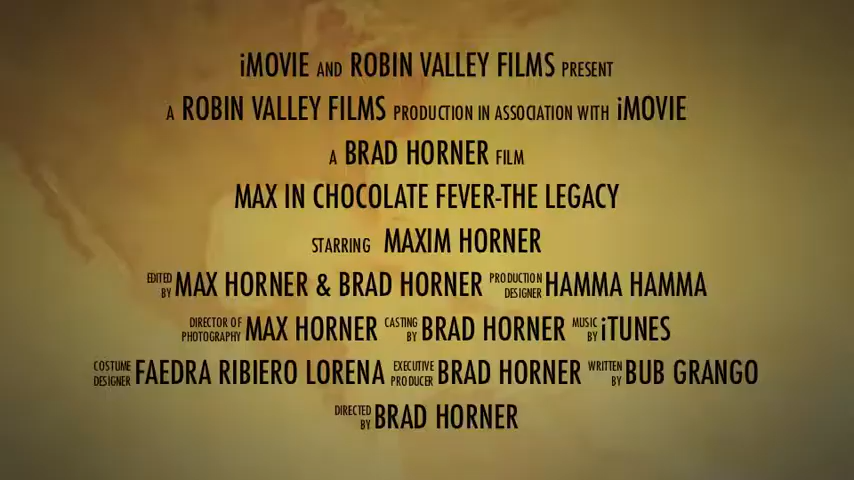 iMOVIE AND ROBIN VALLEY FILMS PRESENT
A ROBIN VALLEY FILMS PRODUCTION IN ASSOCIATION WITH iMOVIE
A BRAD HORNER FILM
MAX IN CHOCOLATE FEVER-THE LEGACY
STARRING MAXIM HORNER
EDITED BY MAX HORNER & BRAD HORNER PRODUCTION DESIGNER HAMMA HAMMA
DIRECTOR OF PHOTOGRAPHY MAX HORNER CASTING BY BRAD HORNER MUSIC BY iTUNES
COSTUME DESIGNER FAEDRA RIBIERO LORENA EXECUTIVE PRODUCER BRAD HORNER WRITTEN BY BUB GRANGO
DIRECTED BY BRAD HORNER